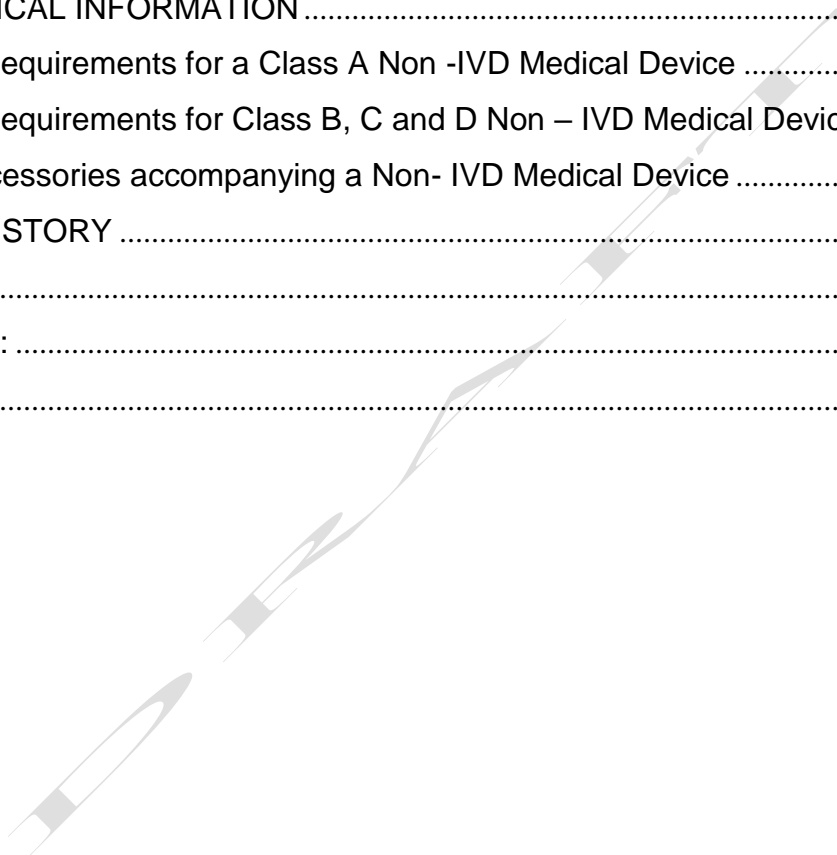 ICAL INFORMATION ................................................................
equirements for a Class A Non -IVD Medical Device ............
equirements for Class B, C and D Non – IVD Medical Devic
cessories accompanying a Non- IVD Medical Device .............
STORY ..........................................................................................
.........................................................................................................
: .......................................................................................................
.........................................................................................................
DRAFT